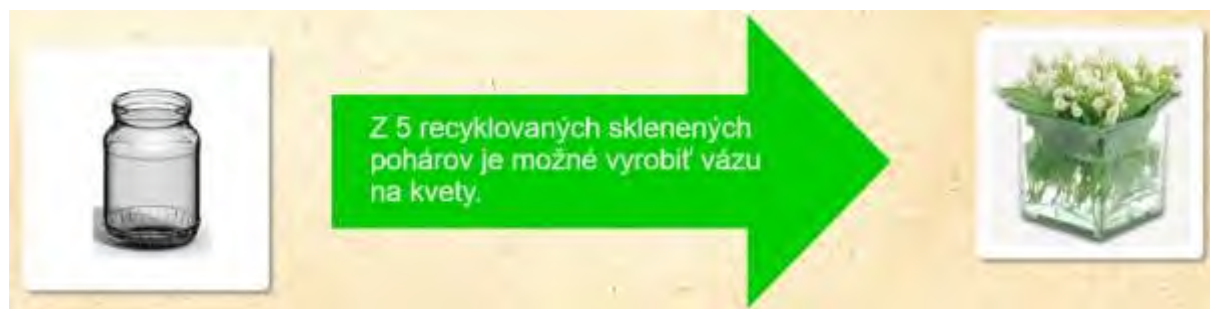 Z 5 recyklovaných sklenených
pohárov je možné vyrobiť vázu
na kvety.